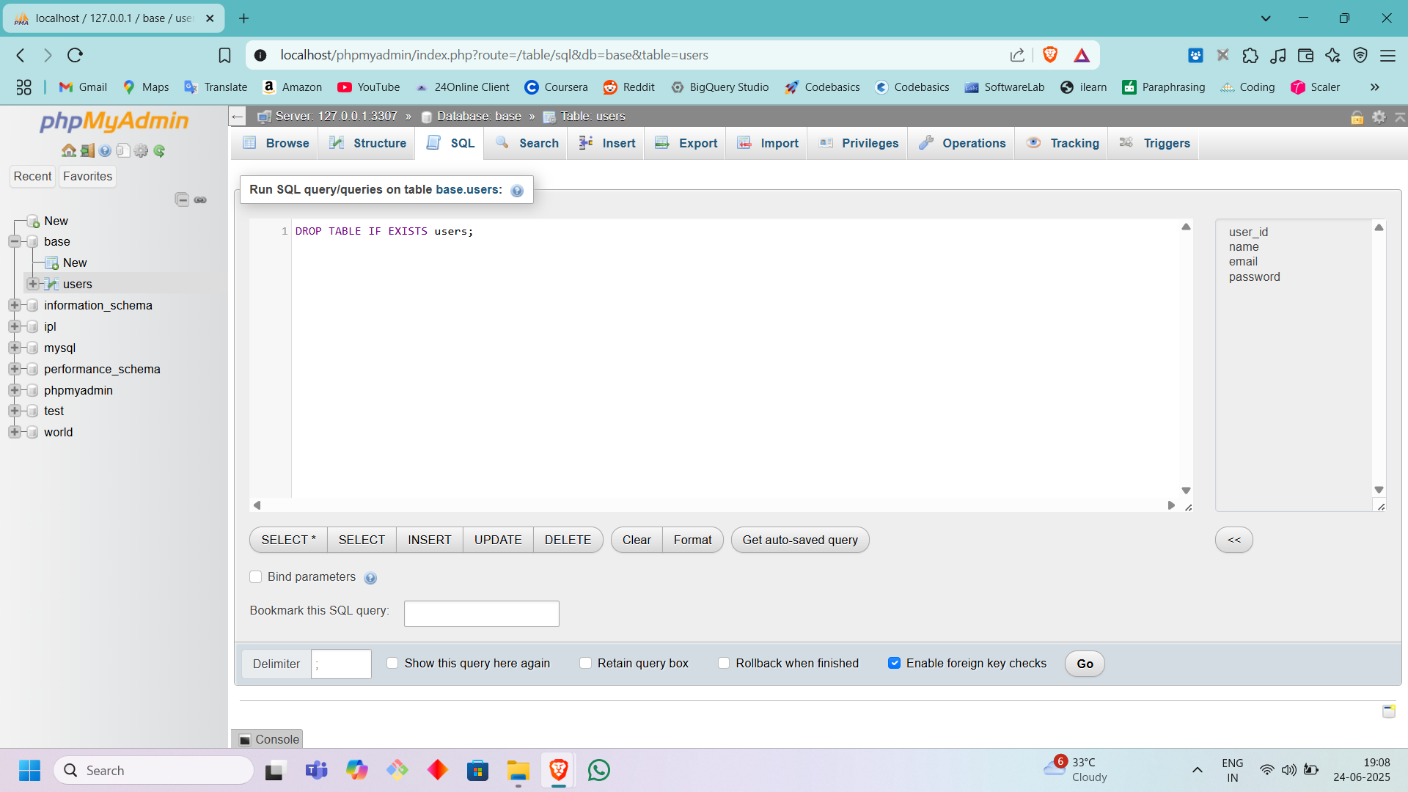 localhost / 127.0.0.1 / base / use
localhost/phpmyadmin/index.php?route=/table/sql&db=base&table=users
Gmail Maps Translate Amazon YouTube 24Online Client Coursera Reddit BigQuery Studio Codebasics Codebasics SoftwareLab ilearn Paraphrasing Coding Scaler »
phpMyAdmin
Server: 127.0.0.1:3307 » Database: base » Table: users
Browse Structure SQL Search Insert Export Import Privileges Operations Tracking Triggers
Recent Favorites
Run SQL query/queries on table base.users:
New
base
New
users
information_schema
ipl
mysql
performance_schema
phpmyadmin
test
world
1 DROP TABLE IF EXISTS users;
user_id
name
email
password
SELECT * SELECT INSERT UPDATE DELETE Clear Format Get auto-saved query <<
Bind parameters
Bookmark this SQL query:
Delimiter ; Show this query here again Retain query box Rollback when finished Enable foreign key checks Go
Console
Search
6
33°C
Cloudy
ENG
IN
19:08
24-06-2025